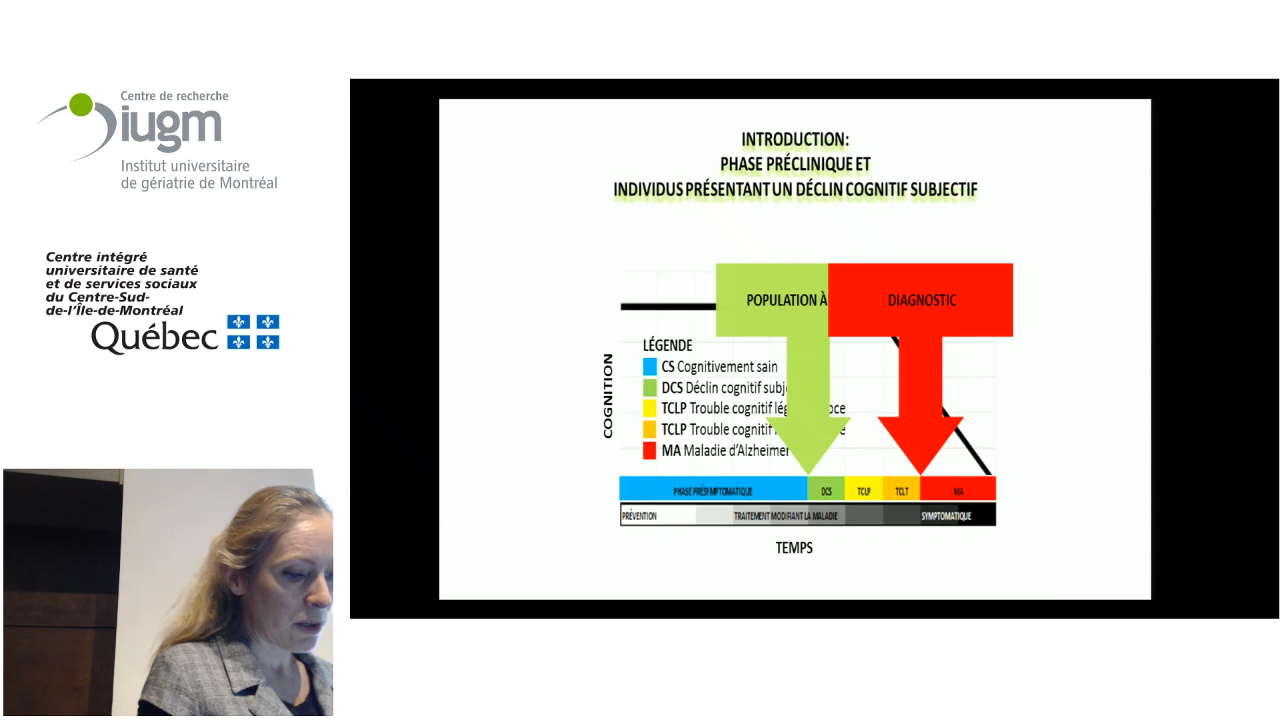 Centre de recherche
iugm
Institut universitaire
de gériatrie de Montréal
Centre intégré
universitaire de santé
et de services sociaux
du Centre-Sud-
de-l'Île-de-Montréal
Québec
INTRODUCTION:
PHASE PRÉCLINIQUE ET
INDIVIDUS PRÉSENTANT UN DÉCLIN COGNITIF SUBJECTIF
POPULATION À
DIAGNOSTIC
COGNITION
LÉGENDE
CS Cognitivement sain
DCS Déclin cognitif
TCLP Trouble cognitif
TCLP Trouble cognitif
MA Maladie d'Alzheimer
PHASE PRÉSYMPTOMATIQUE
DCS
TCLP
TCLT
MA
PRÉVENTION
TRAITEMENT MODIFIANT LA MALADIE
SYMPTOMATIQUE
TEMPS